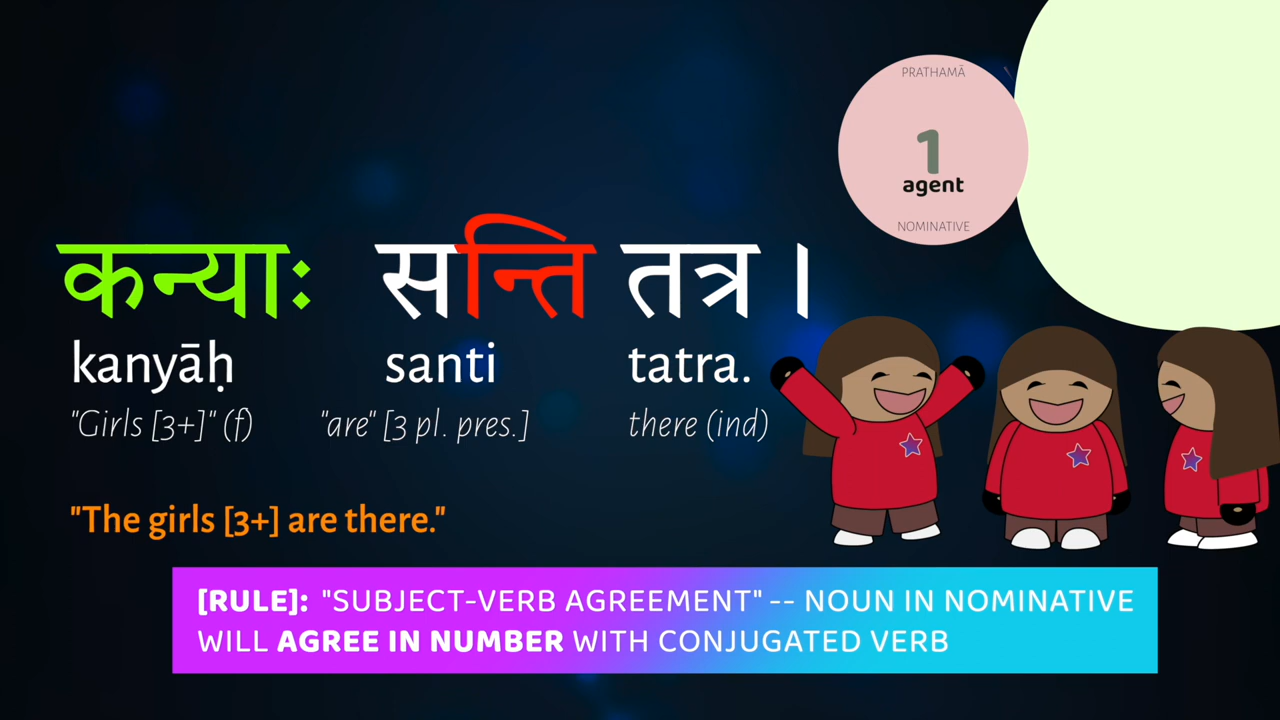 PRATHAMĀ
1
agent
NOMINATIVE
कन्याः सन्ति तत्र ।
kanyāḥ santi tatra.
"Girls [3+]" (f) "are" [3 pl. pres.] there (ind)
"The girls [3+] are there."
[RULE]: "SUBJECT-VERB AGREEMENT" -- NOUN IN NOMINATIVE
WILL AGREE IN NUMBER WITH CONJUGATED VERB